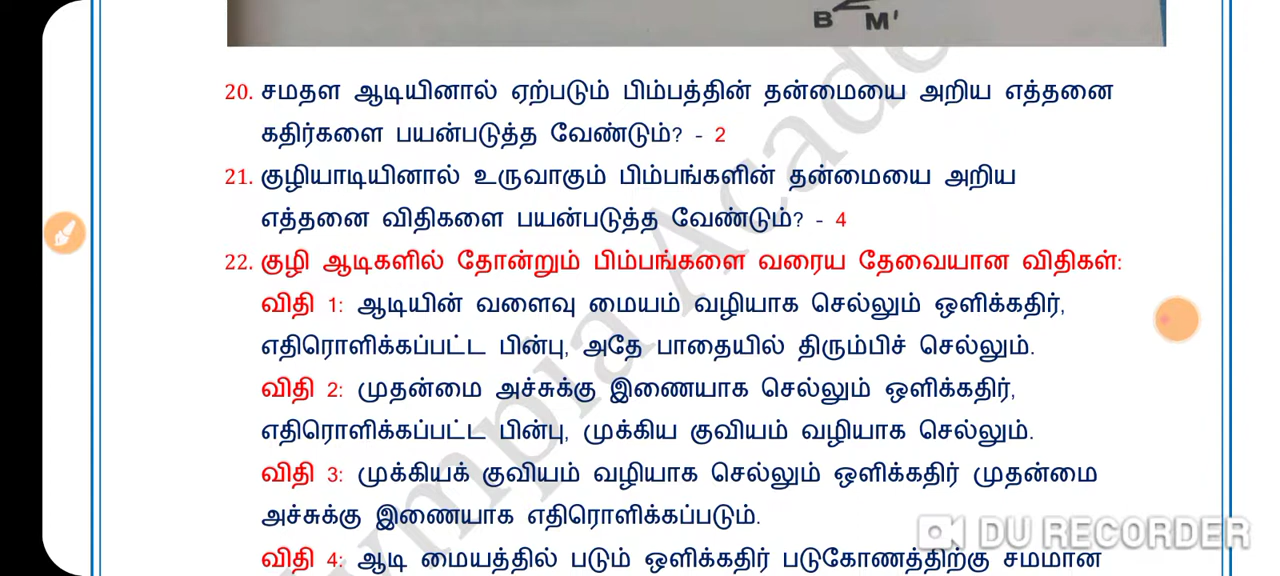 B M'
20. சமதள ஆடியினால் ஏற்படும் பிம்பத்தின் தன்மையை அறிய எத்தனை
கதிர்களை பயன்படுத்த வேண்டும்? - 2
21. குழியாடியினால் உருவாகும் பிம்பங்களின் தன்மையை அறிய
எத்தனை விதிகளை பயன்படுத்த வேண்டும்? - 4
22. குழி ஆடிகளில் தோன்றும் பிம்பங்களை வரைய தேவையான விதிகள்:
விதி 1: ஆடியின் வளைவு மையம் வழியாக செல்லும் ஒளிக்கதிர்,
எதிரொளிக்கப்பட்ட பின்பு, அதே பாதையில் திரும்பிச் செல்லும்.
விதி 2: முதன்மை அச்சுக்கு இணையாக செல்லும் ஒளிக்கதிர்,
எதிரொளிக்கப்பட்ட பின்பு, முக்கிய குவியம் வழியாக செல்லும்.
விதி 3: முக்கியக் குவியம் வழியாக செல்லும் ஒளிக்கதிர் முதன்மை
அச்சுக்கு இணையாக எதிரொளிக்கப்படும்.
விதி 4: ஆடி மையத்தில் படும் ஒளிக்கதிர் படுகோணத்திற்கு சமமான
DU RECORDER